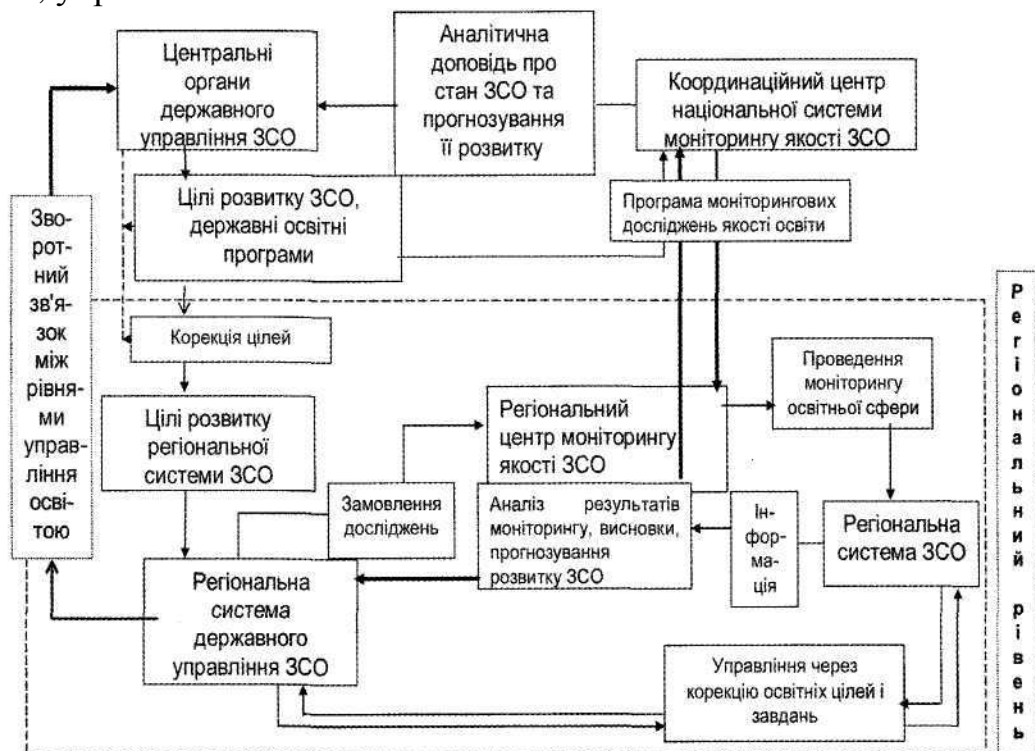 Центральні
органи
державного
управління ЗСО
Аналітична
доповідь про
стан ЗСО та
прогнозування
її розвитку
Координаційний центр
національної системи
моніторингу якості ЗСО
Цілі розвитку ЗСО,
державні освітні
програми
Програма моніторингових
досліджень якості освіти
Зво-
рот-
ний
зв'я-
зок
між
рівня-
ми
управ-
ління
осві-
тою
Корекція цілей
Проведення
моніторингу
освітньої сфери
Цілі розвитку
регіональної
системи ЗСО
Регіональний
центр моніторингу
якості ЗСО
Замовлення
досліджень
Аналіз результатів
моніторингу, висновки,
прогнозування
розвитку ЗСО
Ін-
фор-
ма-
ція
Регіональна
система ЗСО
Регіональна
система
державного
управління ЗСО
Управління через
корекцію освітніх цілей і
завдань
Регіональний рівень